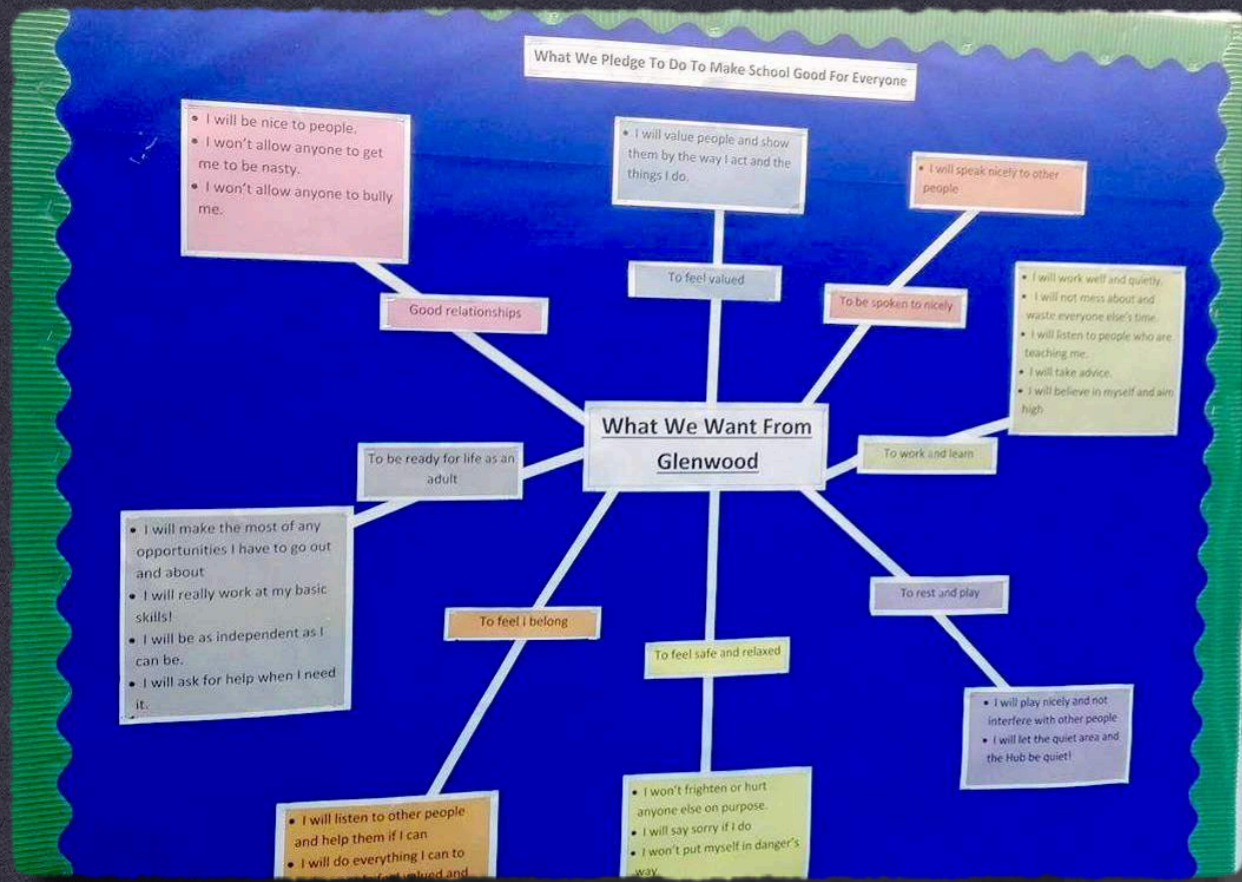 What We Pledge To Do To Make School Good For Everyone
• I will be nice to people.
• I won't allow anyone to get
me to be nasty.
• I won't allow anyone to bully
me.
Good relationships
• I will value people and show
them by the way I act and the
things I do.
To feel valued
• I will speak nicely to other
people
To be spoken to nicely
• I will work well and quietly.
• I will not mess about and
waste everyone else's time.
• I will listen to people who are
teaching me.
• I will take advice.
• I will believe in myself and aim
high
To work and learn
What We Want From
Glenwood
To be ready for life as an
adult
• I will make the most of any
opportunities I have to go out
and about
• I will really work at my basic
skills!
• I will be as independent as I
can be.
• I will ask for help when I need
it.
To feel I belong
• I will listen to other people
and help them if I can
• I will do everything I can to
valued and
To feel safe and relaxed
• I won't frighten or hurt
anyone else on purpose.
• I will say sorry if I do
• I won't put myself in danger's
way.
To rest and play
• I will play nicely and not
interfere with other people
• I will let the quiet area and
the Hub be quiet!